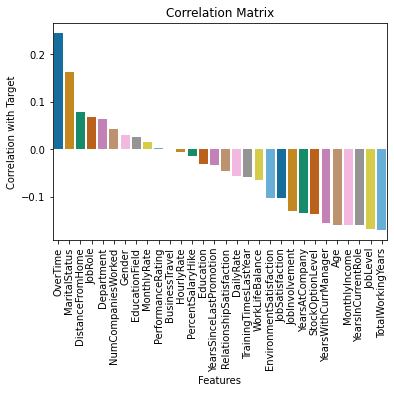 Correlation Matrix
Correlation with Target
0.2
0.1
0.0
−0.1
OverTime
MaritalStatus
DistanceFromHome
JobRole
Department
NumCompaniesWorked
Gender
EducationField
MonthlyRate
PerformanceRating
BusinessTravel
HourlyRate
PercentSalaryHike
Education
YearsSinceLastPromotion
RelationshipSatisfaction
DailyRate
TrainingTimesLastYear
WorkLifeBalance
EnvironmentSatisfaction
JobSatisfaction
JobInvolvement
YearsAtCompany
StockOptionLevel
YearsWithCurrManager
Age
MonthlyIncome
YearsInCurrentRole
JobLevel
TotalWorkingYears
Features